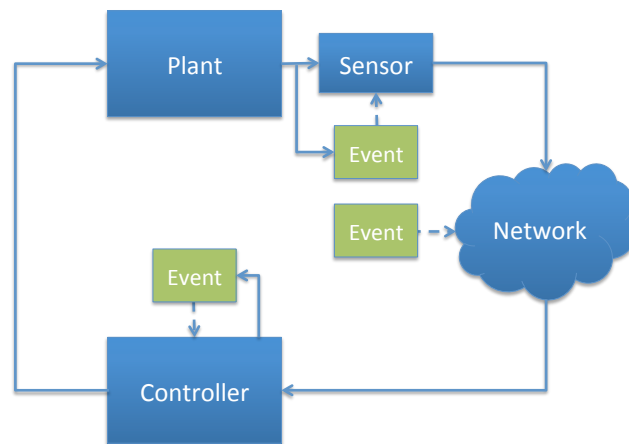 Plant
Sensor
Event
Event
Network
Event
Controller